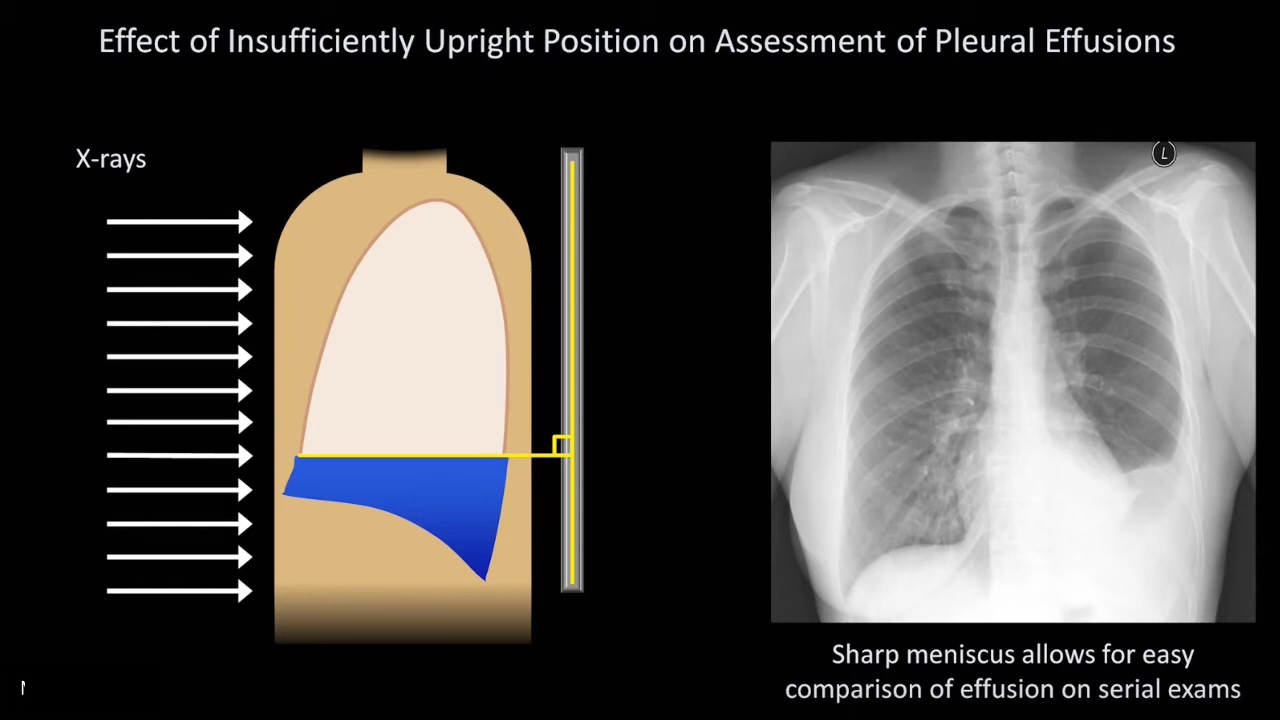 Effect of Insufficiently Upright Position on Assessment of Pleural Effusions
X-rays
L
Sharp meniscus allows for easy
comparison of effusion on serial exams